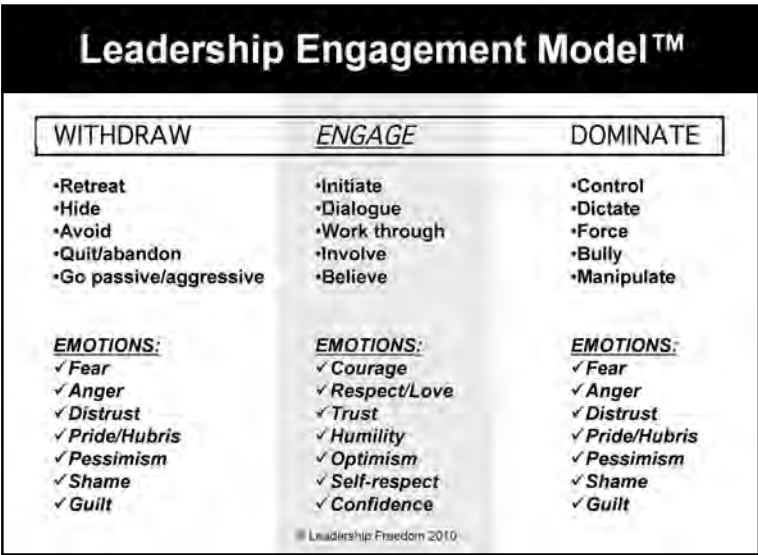 Leadership Engagement Model™
WITHDRAW ENGAGE DOMINATE
•Retreat
•Hide
•Avoid
•Quit/abandon
•Go passive/aggressive
EMOTIONS:
✓Fear
✓Anger
✓Distrust
✓Pride/Hubris
✓Pessimism
✓Shame
✓Guilt
•Initiate
•Dialogue
•Work through
•Involve
•Believe
EMOTIONS:
✓Courage
✓Respect/Love
✓Trust
✓Humility
✓Optimism
✓Self-respect
✓Confidence
•Control
•Dictate
•Force
•Bully
•Manipulate
EMOTIONS:
✓Fear
✓Anger
✓Distrust
✓Pride/Hubris
✓Pessimism
✓Shame
✓Guilt
© Leadership Freedom 2010